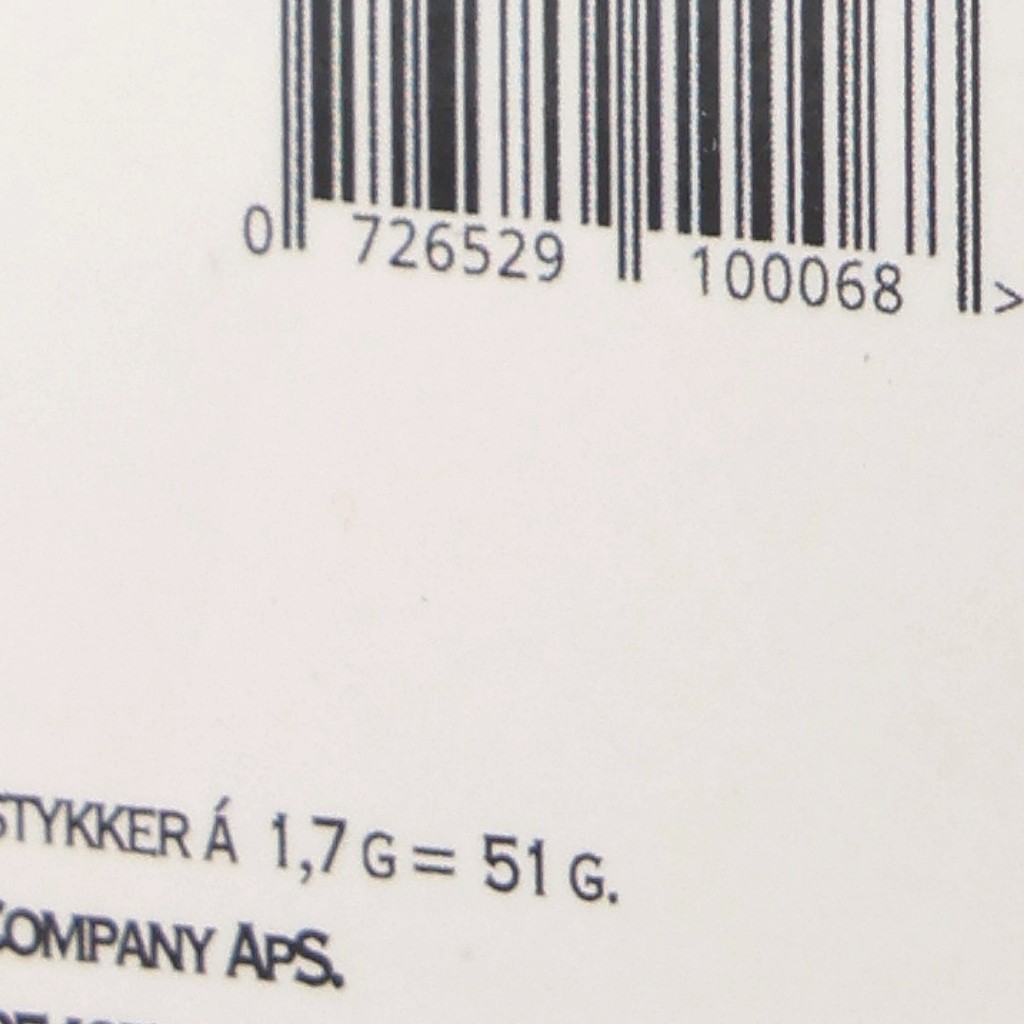 0 726529 100068 >
STYKKER Á 1,7 G = 51 G.
COMPANY APS.